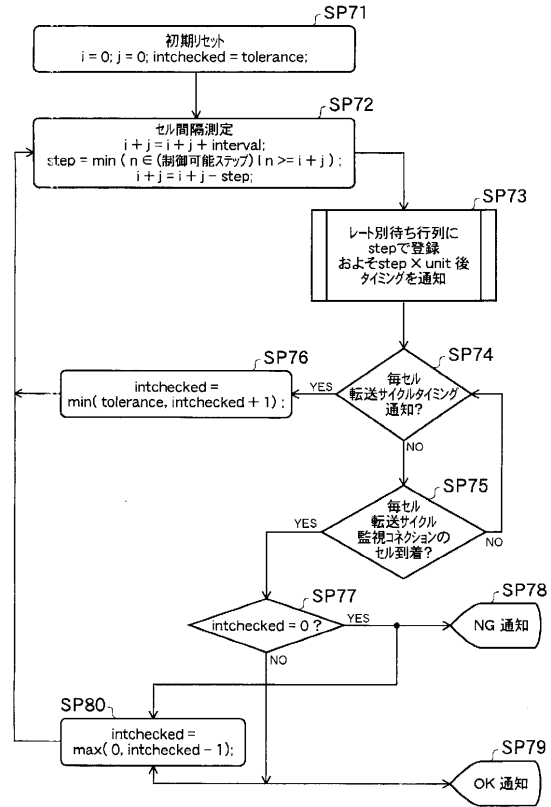 SP71
初期リセット
i = 0; j = 0; intchecked = tolerance;
SP72
セル間隔測定
i + j = i + j + interval;
step = min ( n ∈ (制御可能ステップ) l n >= i + j ) ;
i + j = i + j − step;
SP73
レート別待ち行列に
stepで登録
およそstep × unit 後
タイミングを通知
SP74
毎セル
転送サイクルタイミング
通知?
YES
NO
SP76
intchecked =
min( tolerance, intchecked + 1) ;
SP75
毎セル
転送サイクル
監視コネクションの
セル到着?
YES
NO
SP77
intchecked = 0 ?
YES
NO
SP78
NG 通知
SP80
intchecked =
max( 0, intchecked − 1);
SP79
OK 通知